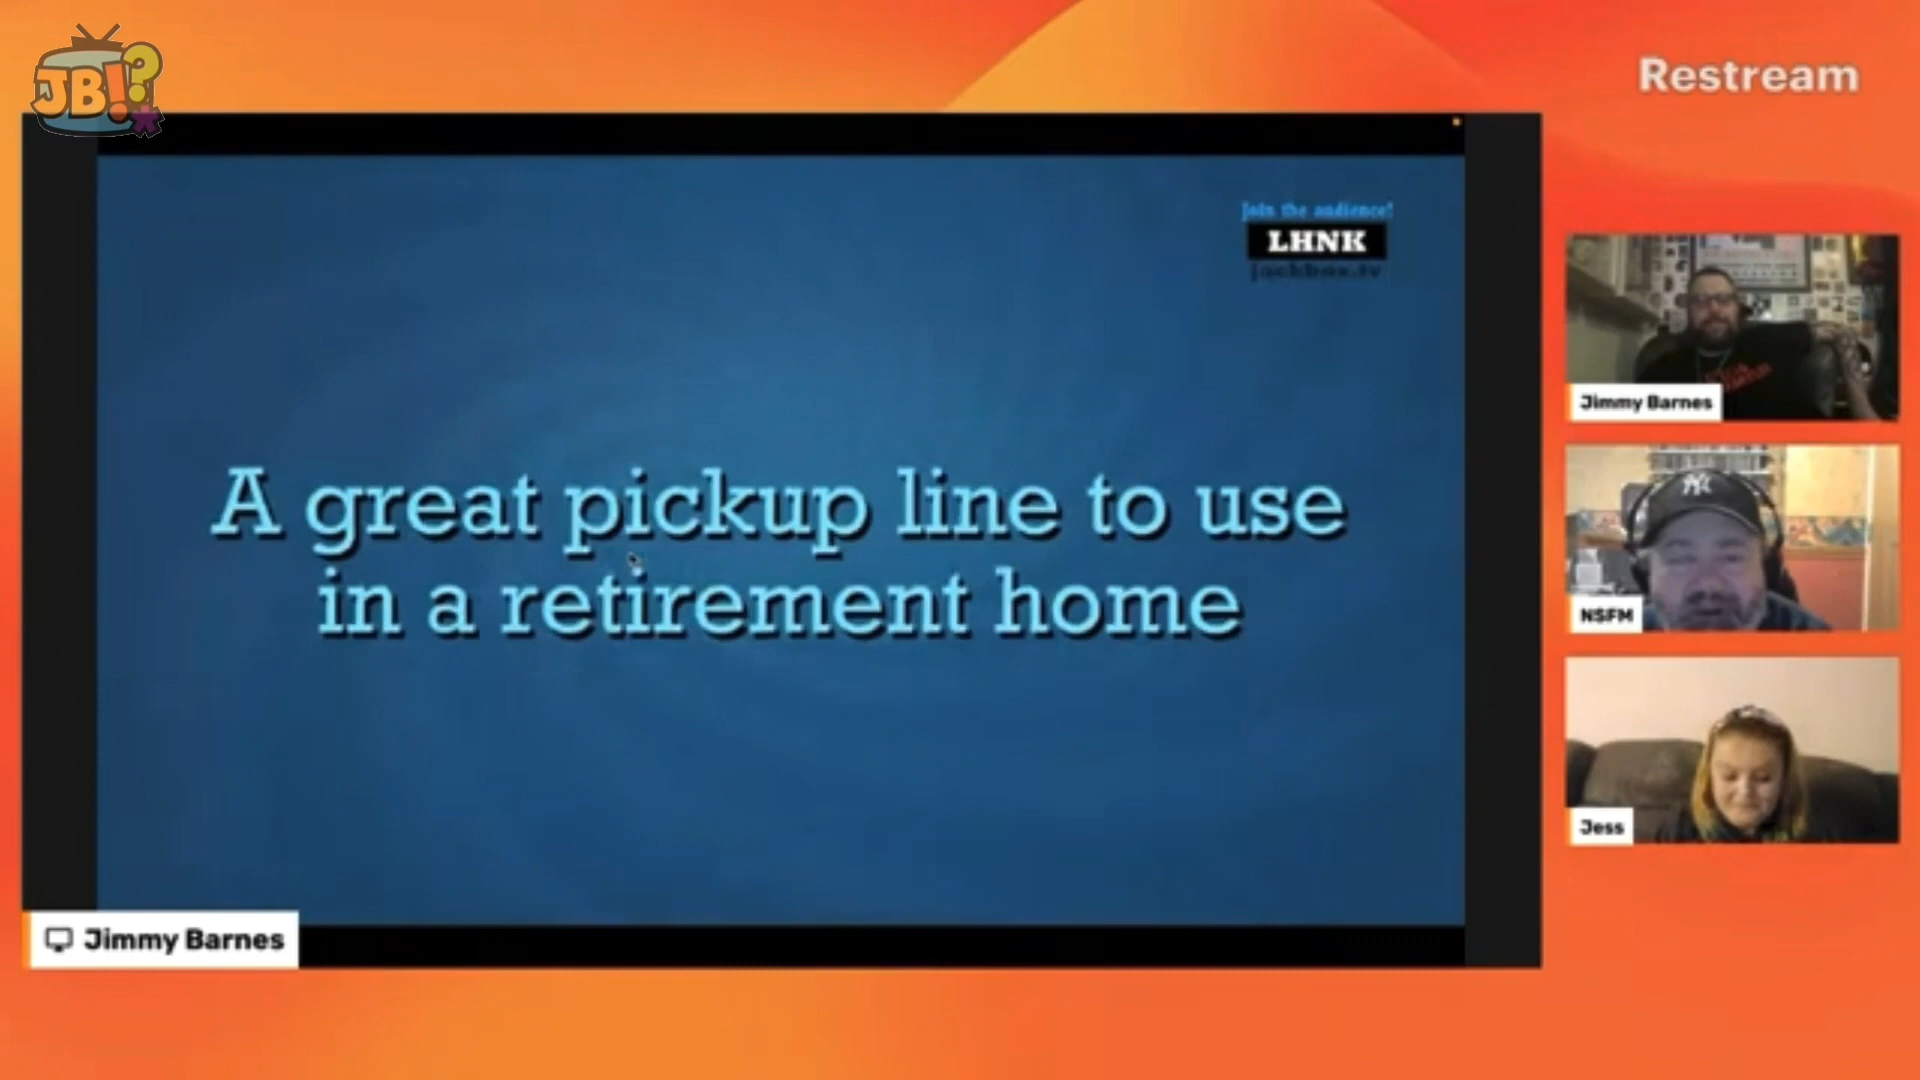 JB!?*
Restream
Join the audience!
LHNK
jackbox.tv
A great pickup line to use
in a retirement home
Jimmy Barnes
NSFM
Jess
Jimmy Barnes